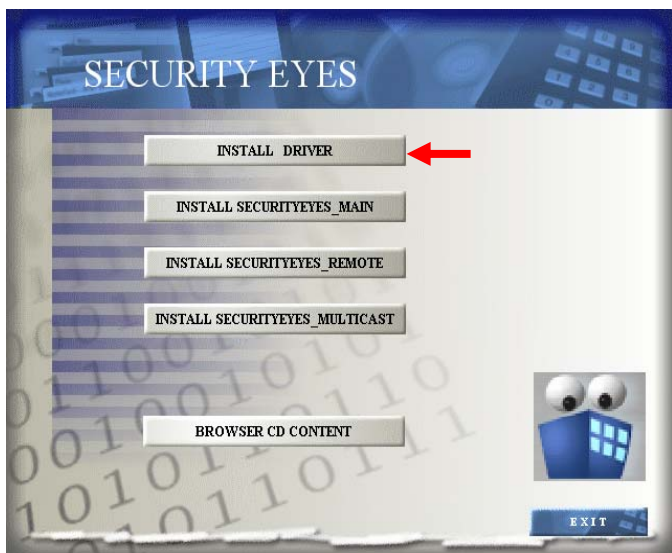 SECURITY EYES
INSTALL DRIVER
INSTALL SECURITYEYES_MAIN
INSTALL SECURITYEYES_REMOTE
INSTALL SECURITYEYES_MULTICAST
BROWSER CD CONTENT
EXIT